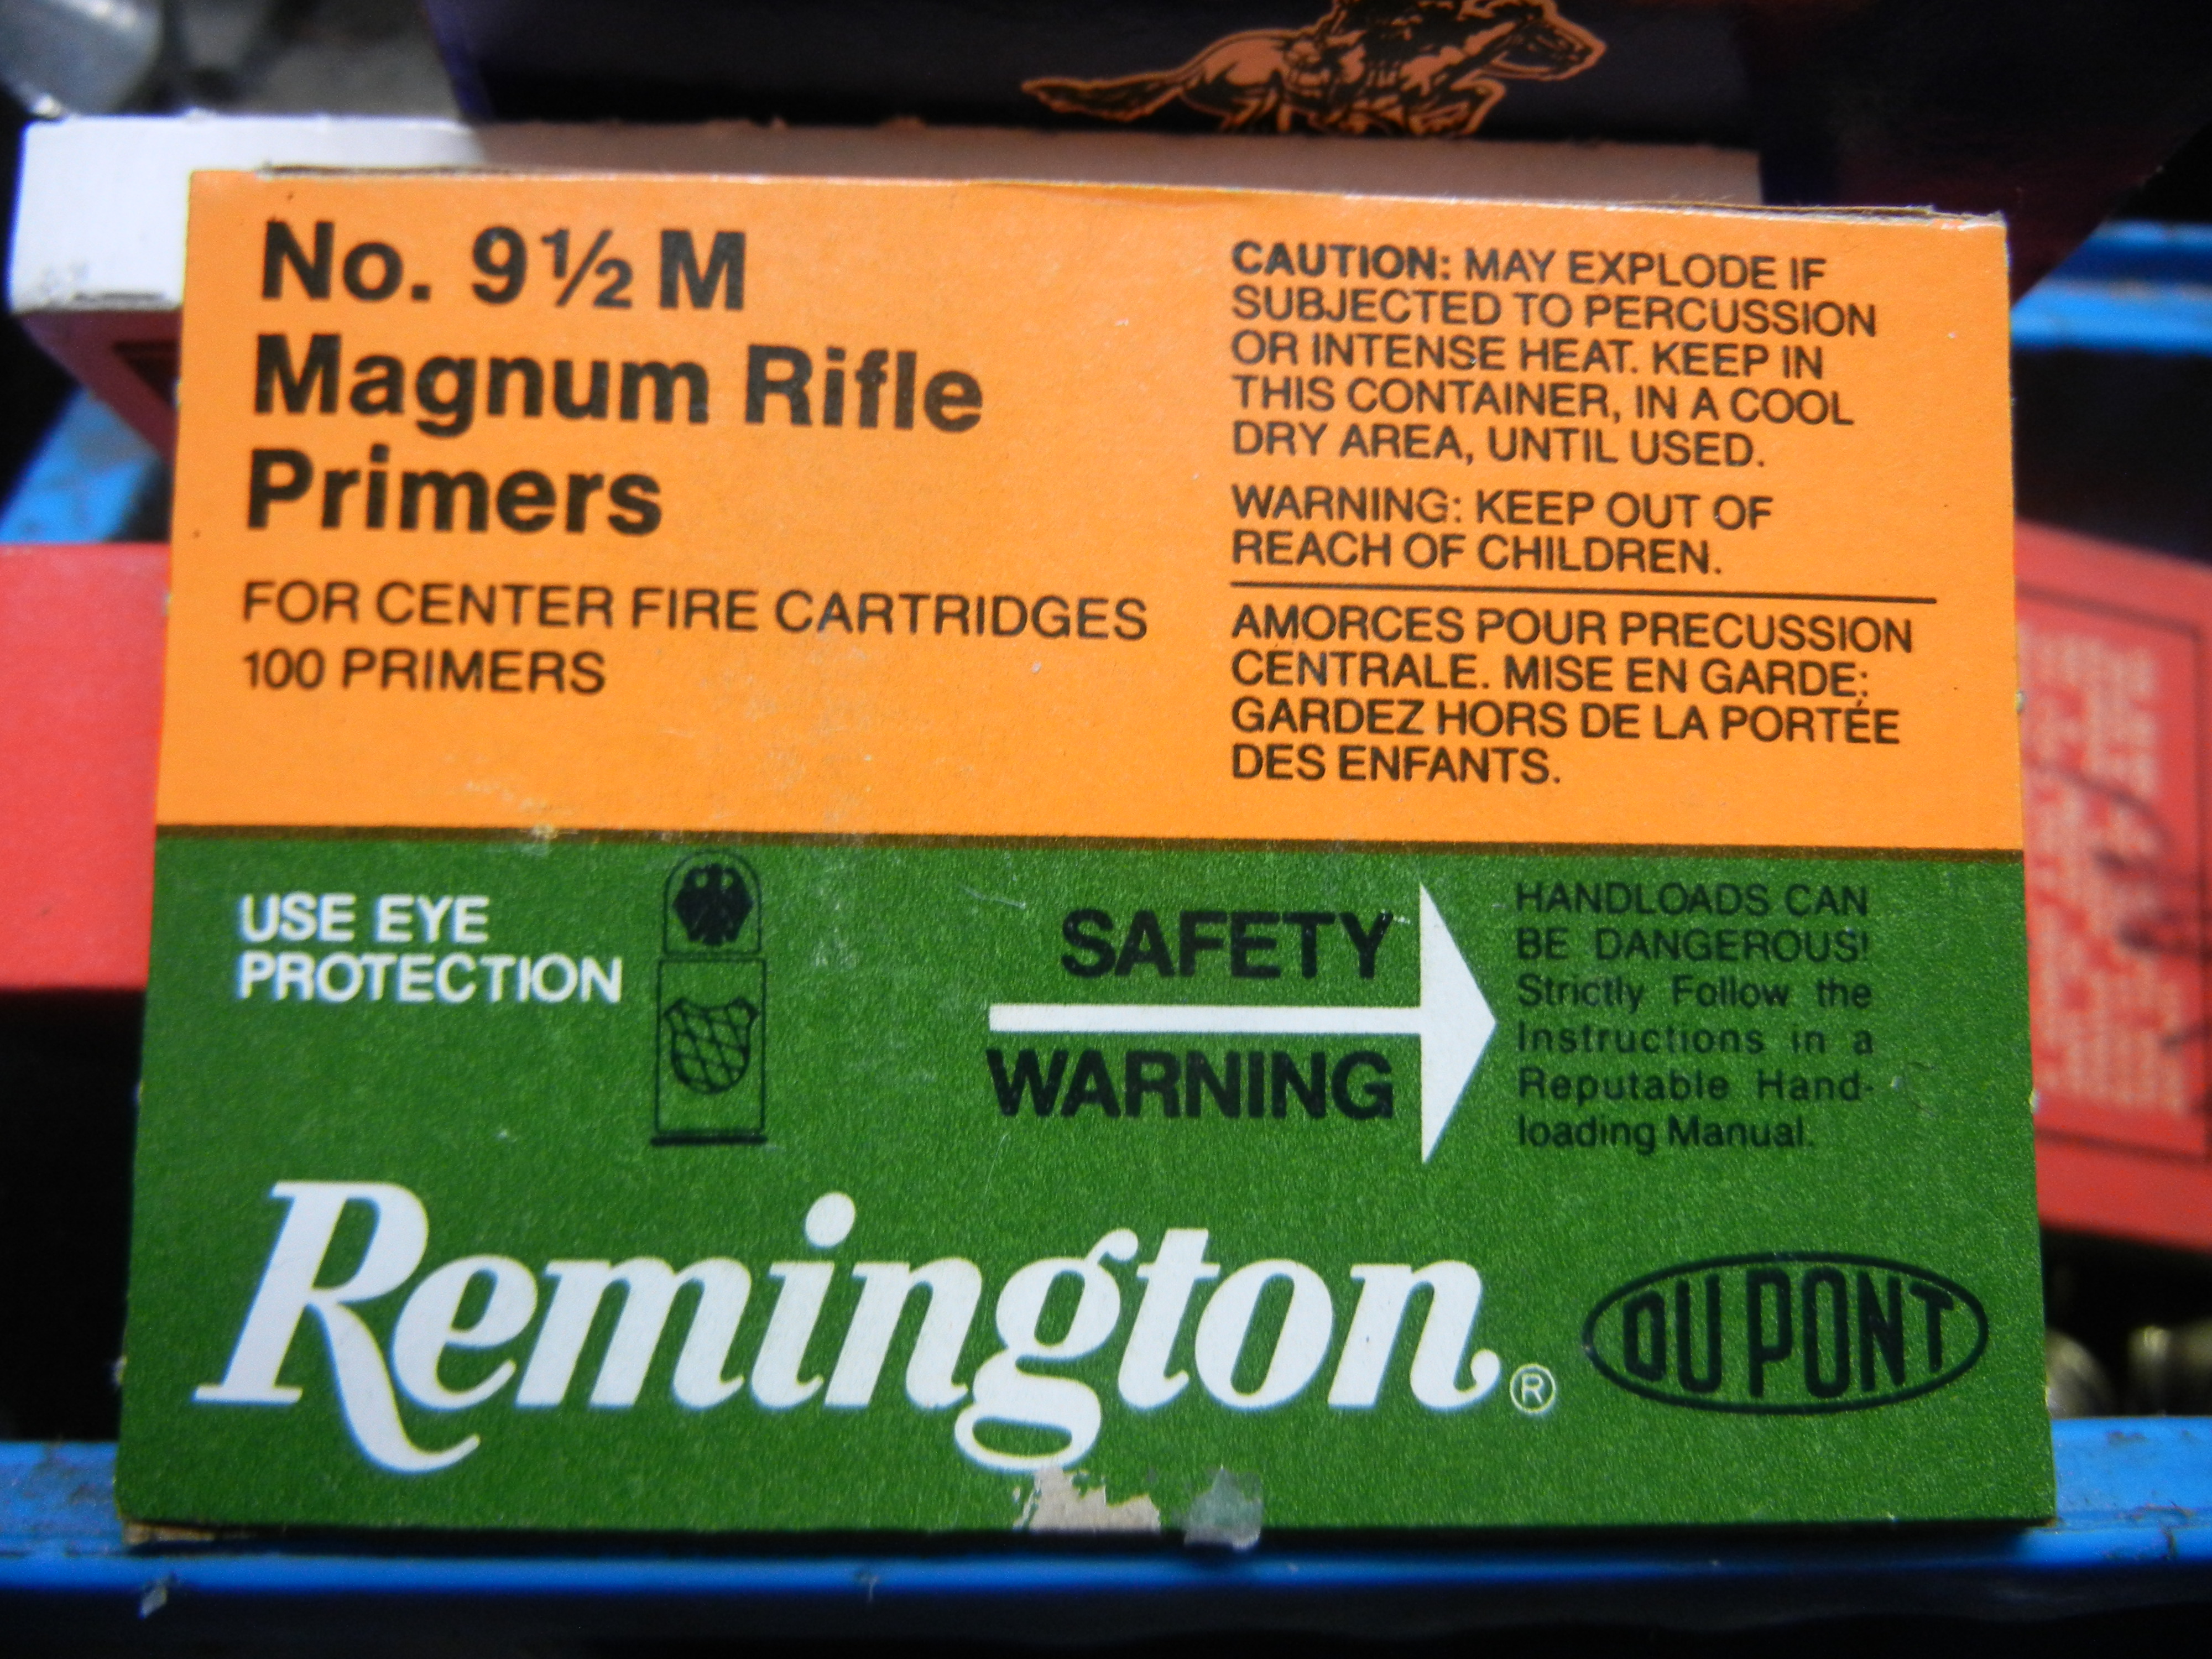 No. 9½ M
Magnum Rifle
Primers
FOR CENTER FIRE CARTRIDGES
100 PRIMERS
CAUTION: MAY EXPLODE IF
SUBJECTED TO PERCUSSION
OR INTENSE HEAT. KEEP IN
THIS CONTAINER, IN A COOL
DRY AREA, UNTIL USED.
WARNING: KEEP OUT OF
REACH OF CHILDREN.
AMORCES POUR PRECUSSION
CENTRALE. MISE EN GARDE:
GARDEZ HORS DE LA PORTÉE
DES ENFANTS.
USE EYE
PROTECTION
SAFETY
WARNING
HANDLOADS CAN
BE DANGEROUS!
Strictly Follow the
Instructions in a
Reputable Hand-
loading Manual.
Remington®
DU PONT